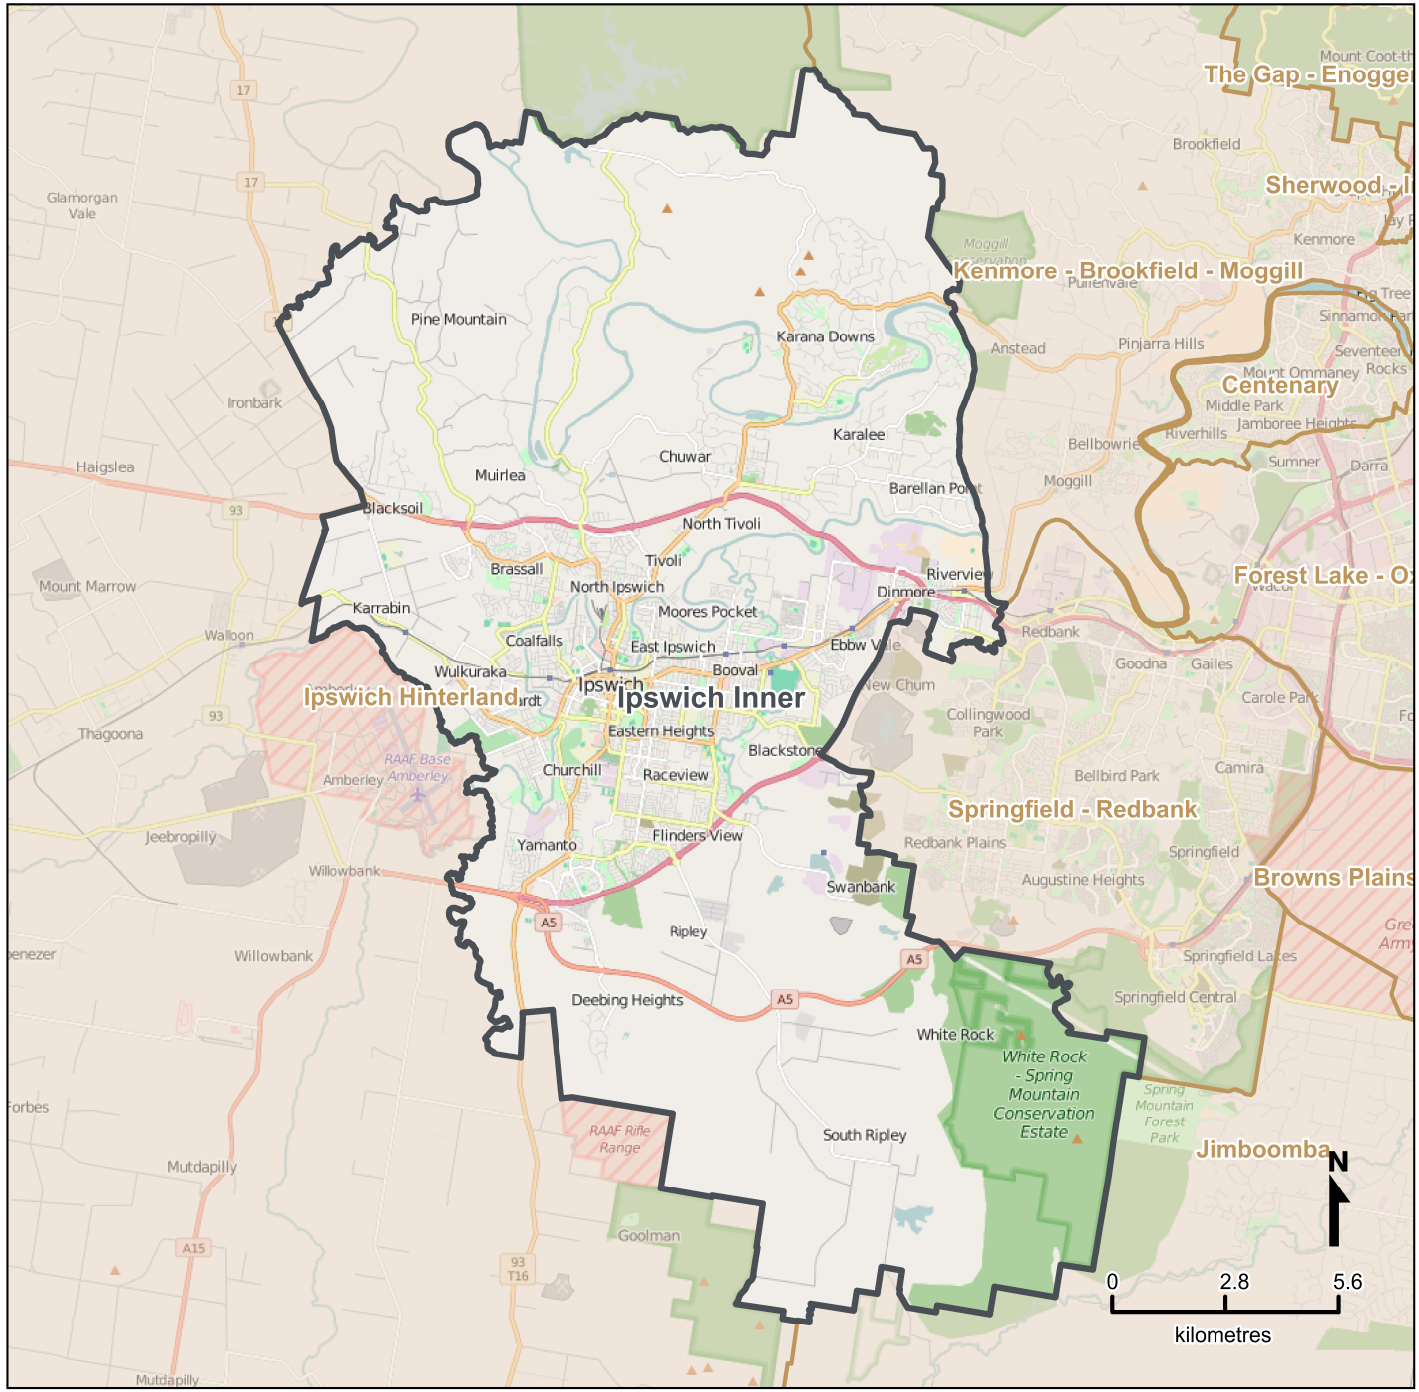 Mount Coot-th
The Gap - Enogger
17
Brookfield
17
Sherwood - I
Glamorgan
Vale
Jay
Kenmore
Moggill
Conservation
Kenmore - Brookfield - Moggill
Pullenvale
Fig Tree
Sinnamon Par
Pine Mountain
Karana Downs
Anstead
Pinjarra Hills
Seventeen
Rocks
Mount Ommaney
Centenary
Ironbark
Middle Park
Jamboree Heights
Riverhills
Karalee
Bellbowrie
Chuwar
Haigslea
Muirlea
Sumner
Darra
Moggill
Barellan Point
Blacksoil
93
North Tivoli
Tivoli
Brassall
Riverview
Forest Lake - Ox
Wacol
Mount Marrow
North Ipswich
Dinmore
Karrabin
Moores Pocket
Walloon
Redbank
Coalfalls
East Ipswich
Ebbw Vale
Goodna
Gailes
Wulkuraka
Booval
Ipswich
New Chum
Ipswich Hinterland
ardt
Ipswich Inner
Carole Park
93
Collingwood
Park
Thagoona
Eastern Heights
Blackstone
RAAF Base
Amberley
Churchill
Raceview
Bellbird Park
Camira
Amberley
Springfield - Redbank
Jeebropilly
Yamanto
Flinders View
Redbank Plains
Springfield
Willowbank
Swanbank
Augustine Heights
Browns Plains
A5
Ripley
Gre
Army
enezer
Willowbank
A5
Springfield Lakes
Deebing Heights
A5
Springfield Central
White Rock
White Rock
- Spring
Mountain
Conservation
Estate
Spring
Mountain
Forest
Park
Forbes
RAAF Rifle
Range
South Ripley
Jimboomba
N
Mutdapilly
Goolman
A15
93
T16
0 2.8 5.6
kilometres
Mutdapilly